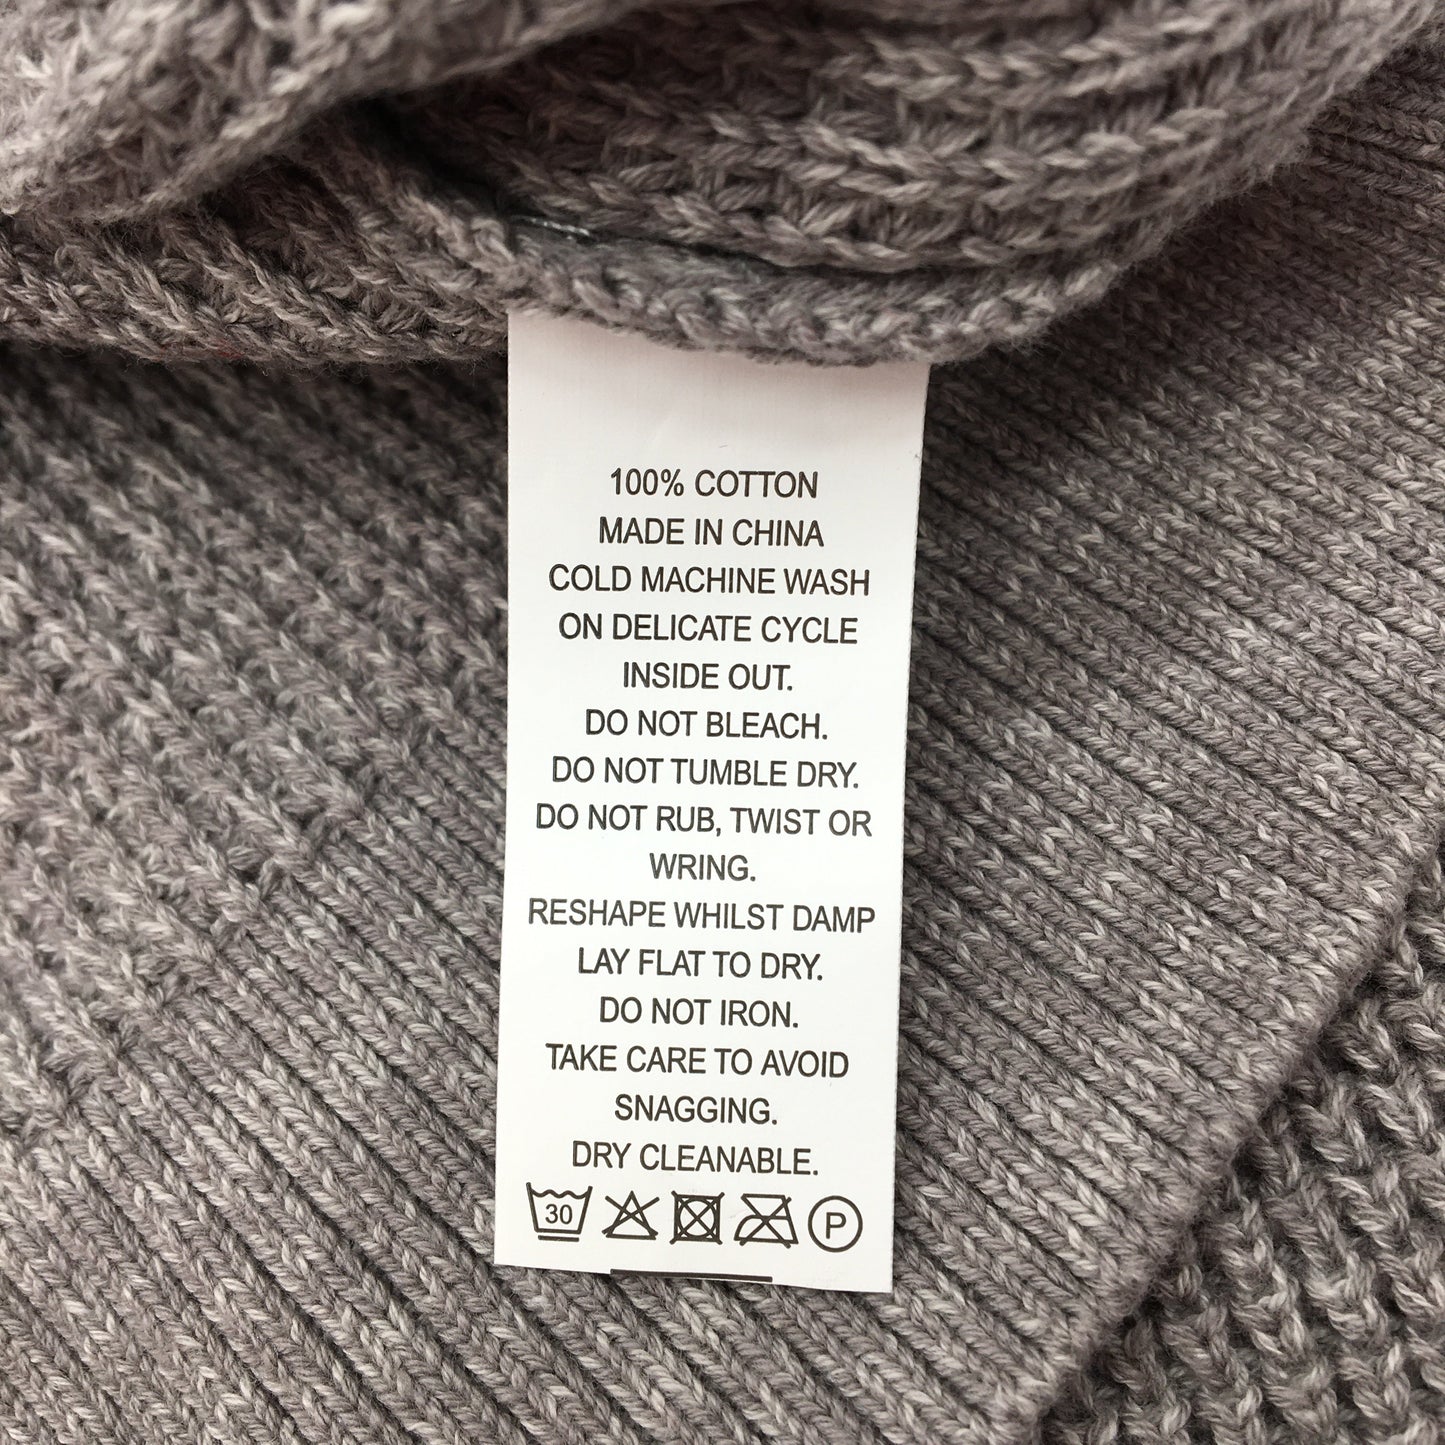 100% COTTON
MADE IN CHINA
COLD MACHINE WASH
ON DELICATE CYCLE
INSIDE OUT.
DO NOT BLEACH.
DO NOT TUMBLE DRY.
DO NOT RUB, TWIST OR
WRING.
RESHAPE WHILST DAMP
LAY FLAT TO DRY.
DO NOT IRON.
TAKE CARE TO AVOID
SNAGGING.
DRY CLEANABLE.
30 P